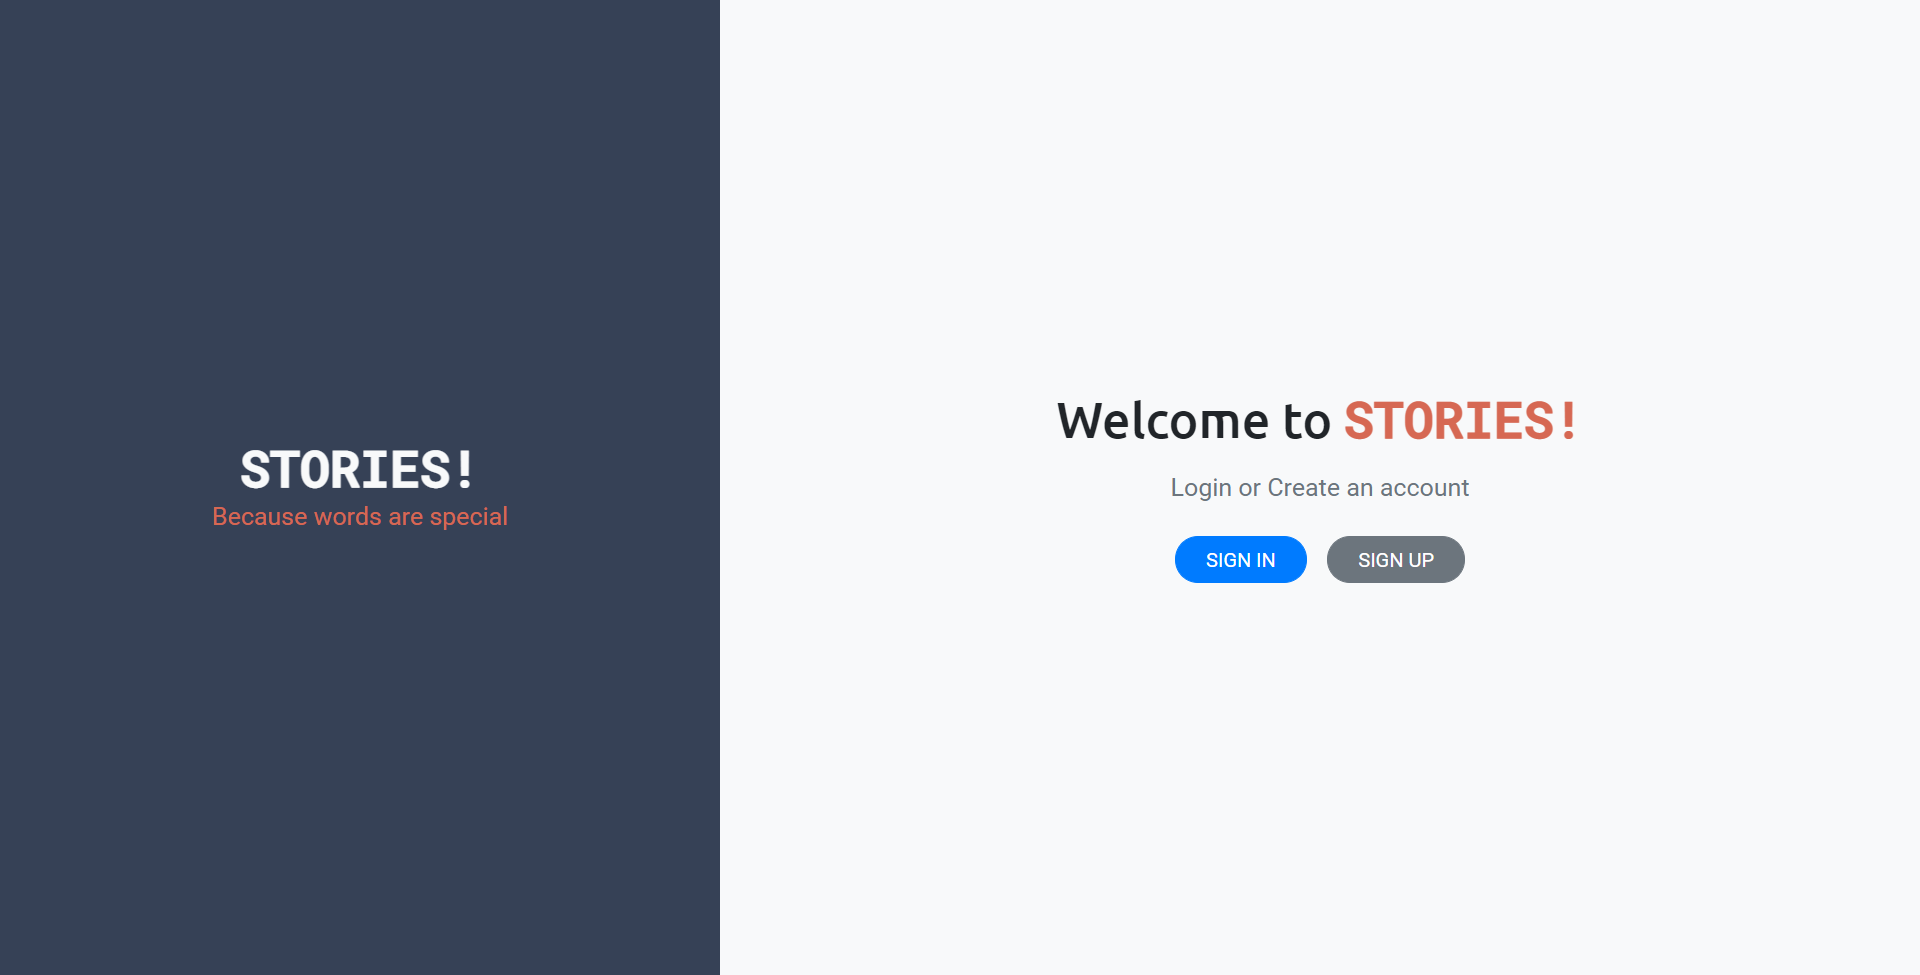 STORIES!
Because words are special
Welcome to STORIES!
Login or Create an account
SIGN IN
SIGN UP